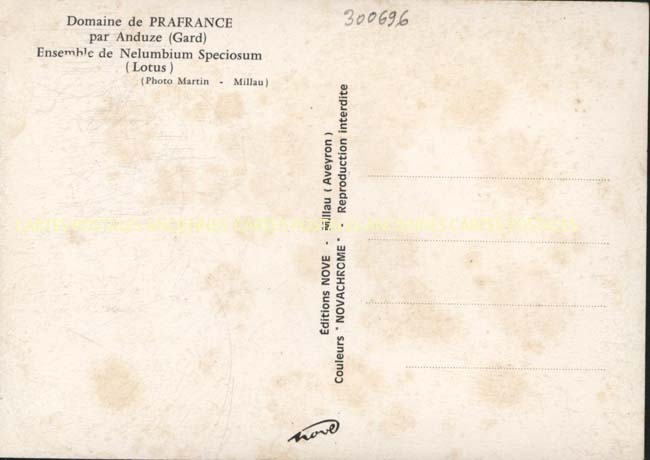 Domaine de PRAFRANCE
par Anduze (Gard)
Ensemble de Nelumbium Speciosum
(Lotus)
(Photo Martin - Millau)
300696
Éditions NOVE - Millau (Aveyron)
Couleurs "NOVACHROME" - Reproduction interdite
nove